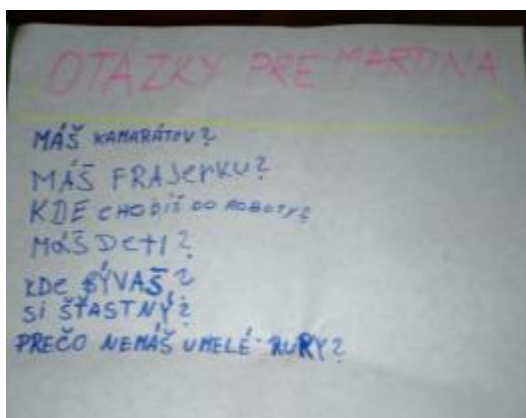 OTÁZKY PRE MARTINA
MÁŠ KAMARÁTOV?
MÁŠ FRAJERKU?
KDE CHODÍŠ DO ROBOTY?
MÁŠ DETI?
KDE BÝVAŠ?
SI ŠŤASTNÝ?
PREČO NEMÁŠ UMELÉ RURY?